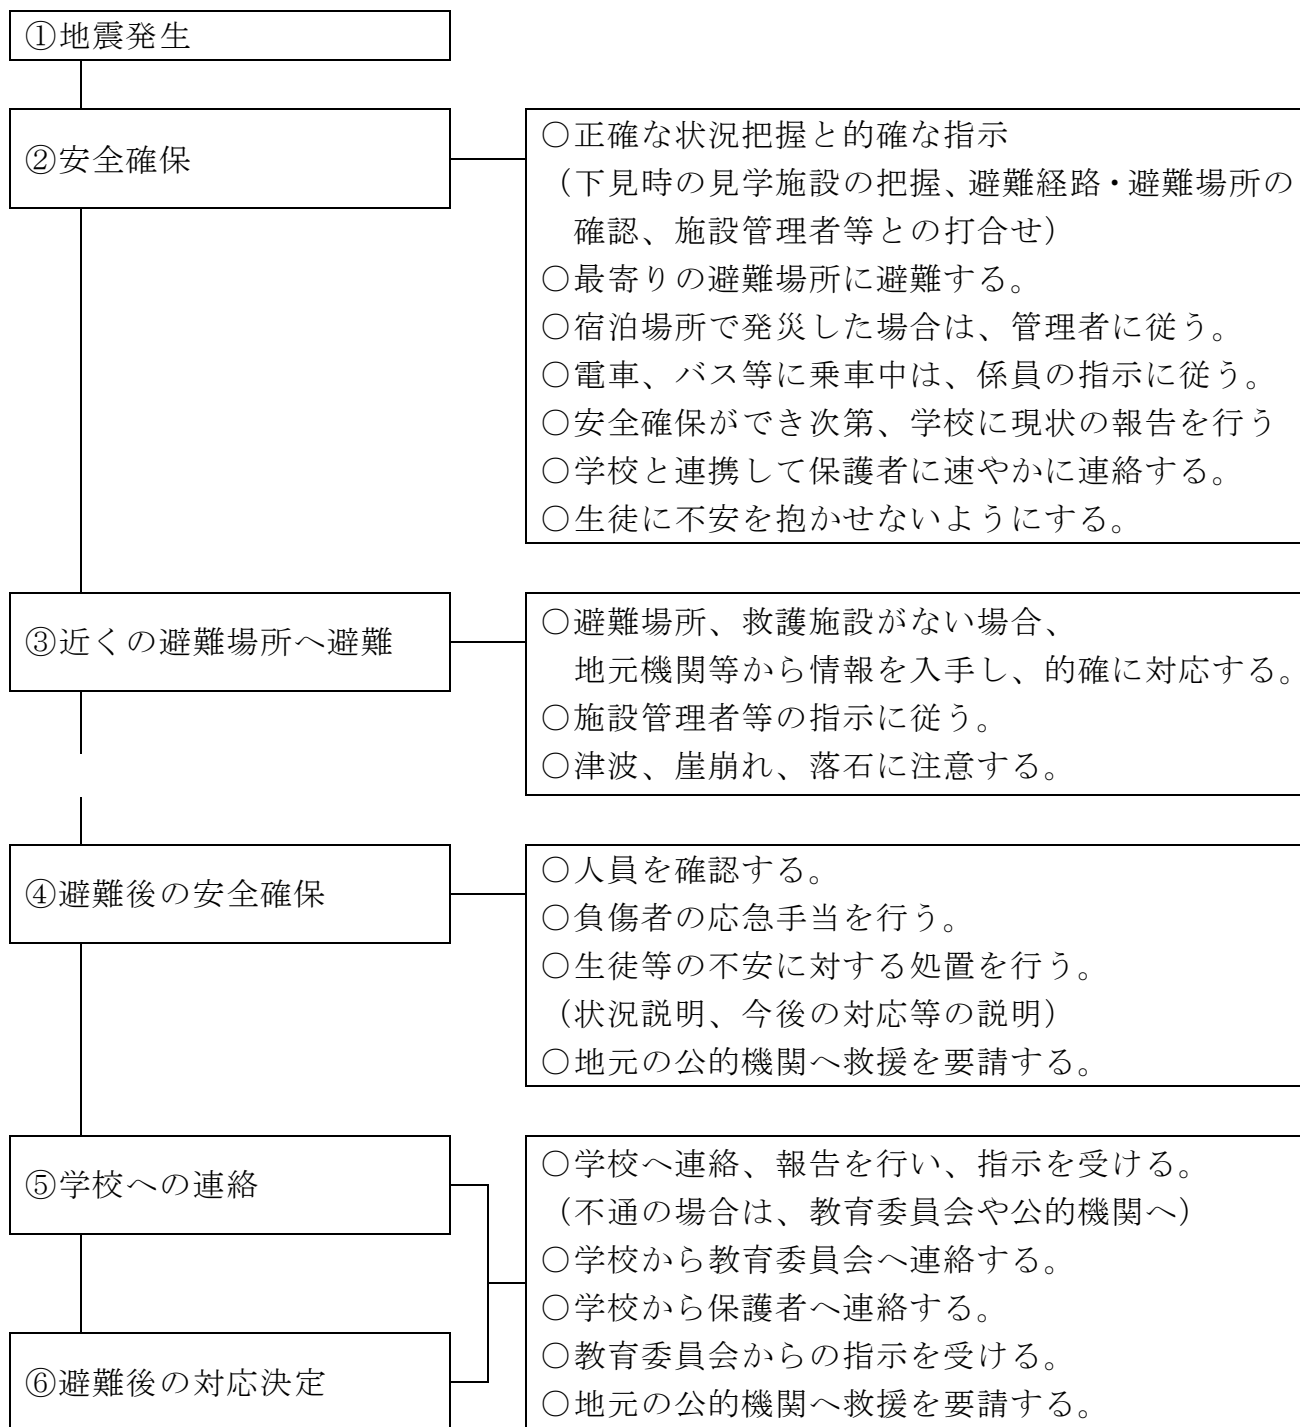 ①地震発生
②安全確保
○正確な状況把握と的確な指示
（下見時の見学施設の把握、避難経路・避難場所の
確認、施設管理者等との打合せ）
○最寄りの避難場所に避難する。
○宿泊場所で発災した場合は、管理者に従う。
○電車、バス等に乗車中は、係員の指示に従う。
○安全確保ができ次第、学校に現状の報告を行う
○学校と連携して保護者に速やかに連絡する。
○生徒に不安を抱かせないようにする。
③近くの避難場所へ避難
○避難場所、救護施設がない場合、
地元機関等から情報を入手し、的確に対応する。
○施設管理者等の指示に従う。
○津波、崖崩れ、落石に注意する。
④避難後の安全確保
○人員を確認する。
○負傷者の応急手当を行う。
○生徒等の不安に対する処置を行う。
（状況説明、今後の対応等の説明）
○地元の公的機関へ救援を要請する。
⑤学校への連絡
○学校へ連絡、報告を行い、指示を受ける。
（不通の場合は、教育委員会や公的機関へ）
○学校から教育委員会へ連絡する。
○学校から保護者へ連絡する。
⑥避難後の対応決定
○教育委員会からの指示を受ける。
○地元の公的機関へ救援を要請する。